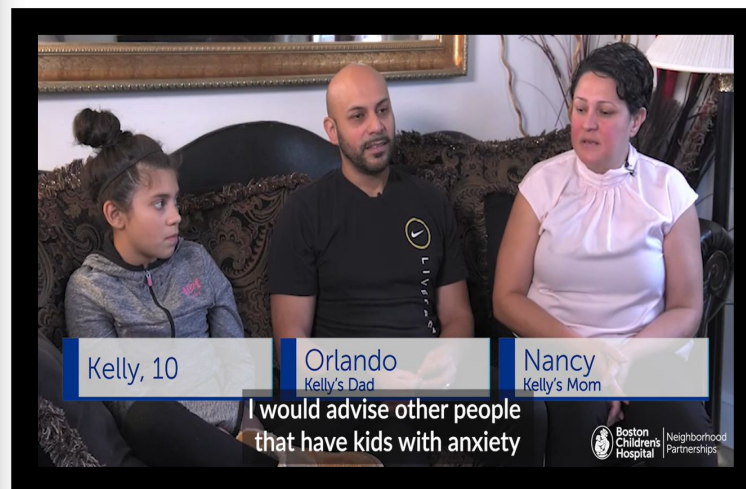 Liverpool
Kelly, 10
Orlando
Kelly's Dad
Nancy
Kelly's Mom
I would advise other people
that have kids with anxiety
Boston
Children's
Hospital
Neighborhood
Partnerships